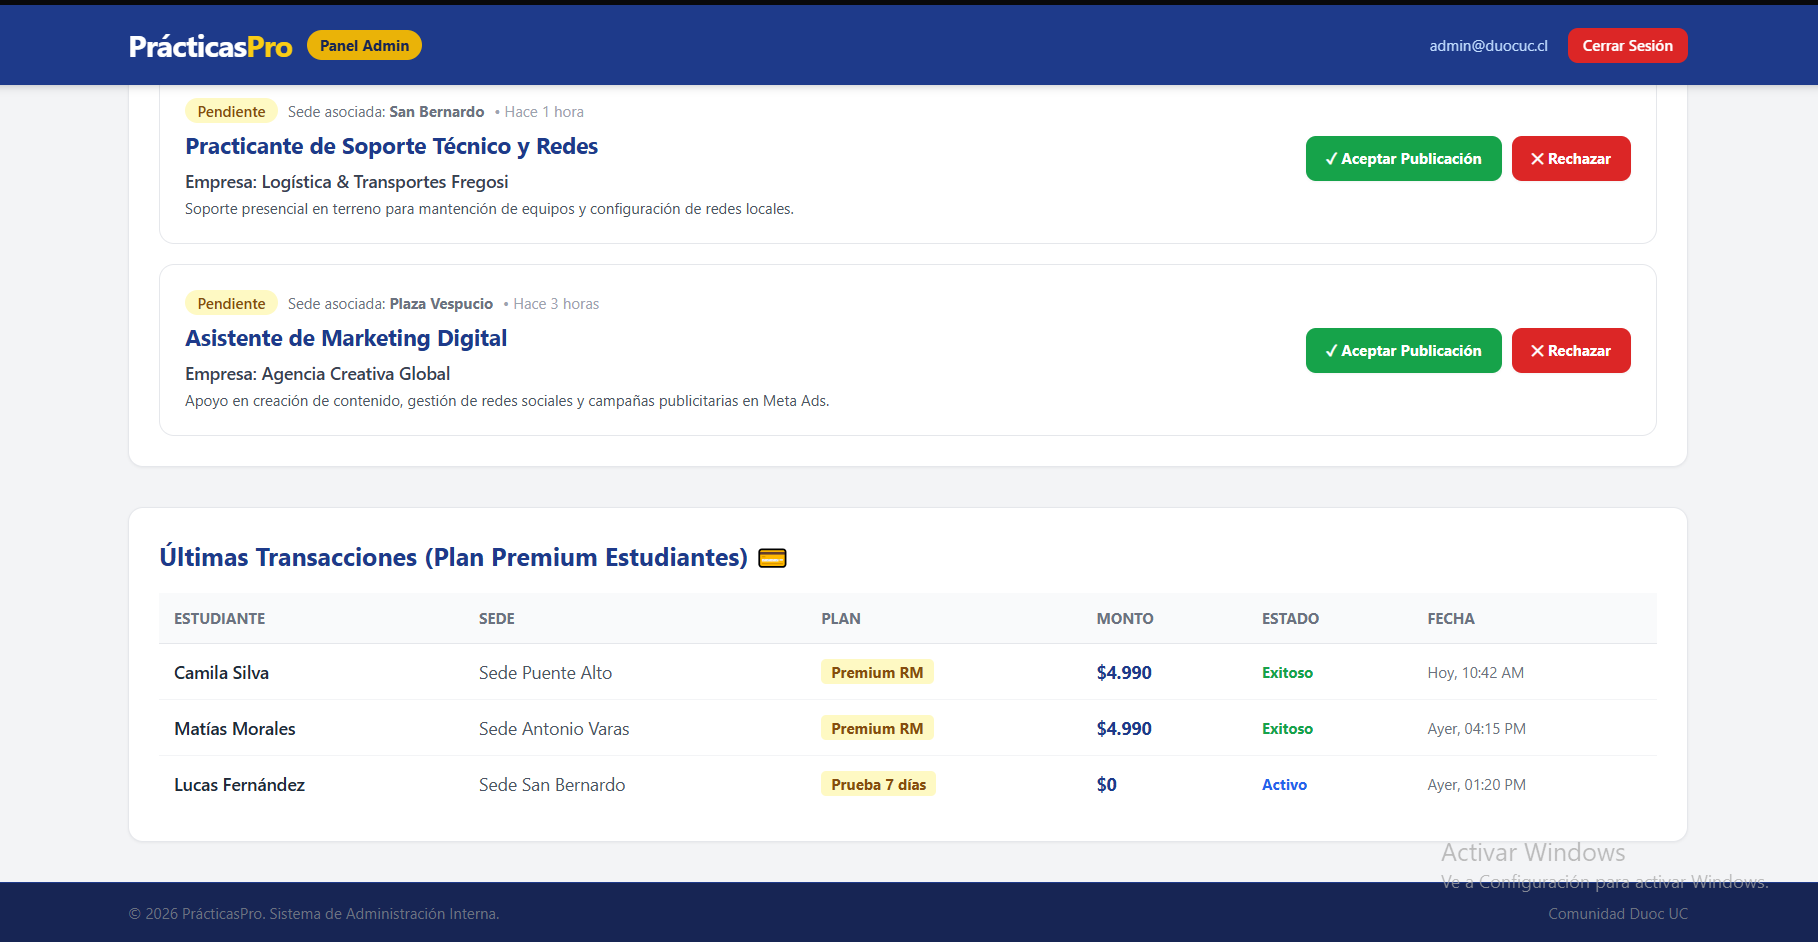 PrácticasPro Panel Admin admin@duocuc.cl Cerrar Sesión
Pendiente Sede asociada: San Bernardo • Hace 1 hora
Practicante de Soporte Técnico y Redes
Empresa: Logística & Transportes Fregosi
Soporte presencial en terreno para mantención de equipos y configuración de redes locales.
✓ Aceptar Publicación ✕ Rechazar
Pendiente Sede asociada: Plaza Vespucio • Hace 3 horas
Asistente de Marketing Digital
Empresa: Agencia Creativa Global
Apoyo en creación de contenido, gestión de redes sociales y campañas publicitarias en Meta Ads.
✓ Aceptar Publicación ✕ Rechazar
Últimas Transacciones (Plan Premium Estudiantes) 💳
ESTUDIANTE SEDE PLAN MONTO ESTADO FECHA
Camila Silva Sede Puente Alto Premium RM $4.990 Exitoso Hoy, 10:42 AM
Matías Morales Sede Antonio Varas Premium RM $4.990 Exitoso Ayer, 04:15 PM
Lucas Fernández Sede San Bernardo Prueba 7 días $0 Activo Ayer, 01:20 PM
Activar Windows
Ve a Configuración para activar Windows.
© 2026 PrácticasPro. Sistema de Administración Interna. Comunidad Duoc UC